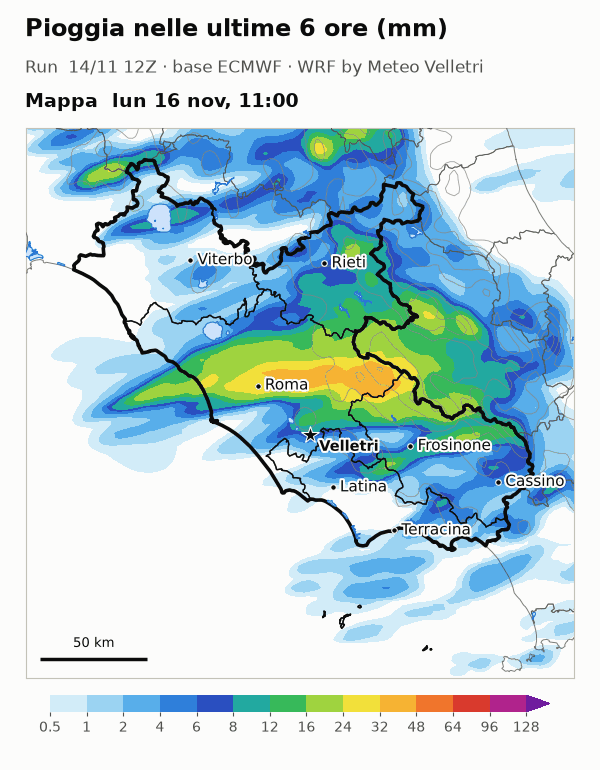 Pioggia nelle ultime 6 ore (mm)
Run  14/11 12Z · base ECMWF · WRF by Meteo Velletri
Mappa  lun 16 nov, 11:00
Viterbo
Rieti
Roma
Velletri
Frosinone
Latina
Cassino
Terracina
50 km
0.5 1 2 4 6 8 12 16 24 32 48 64 96 128